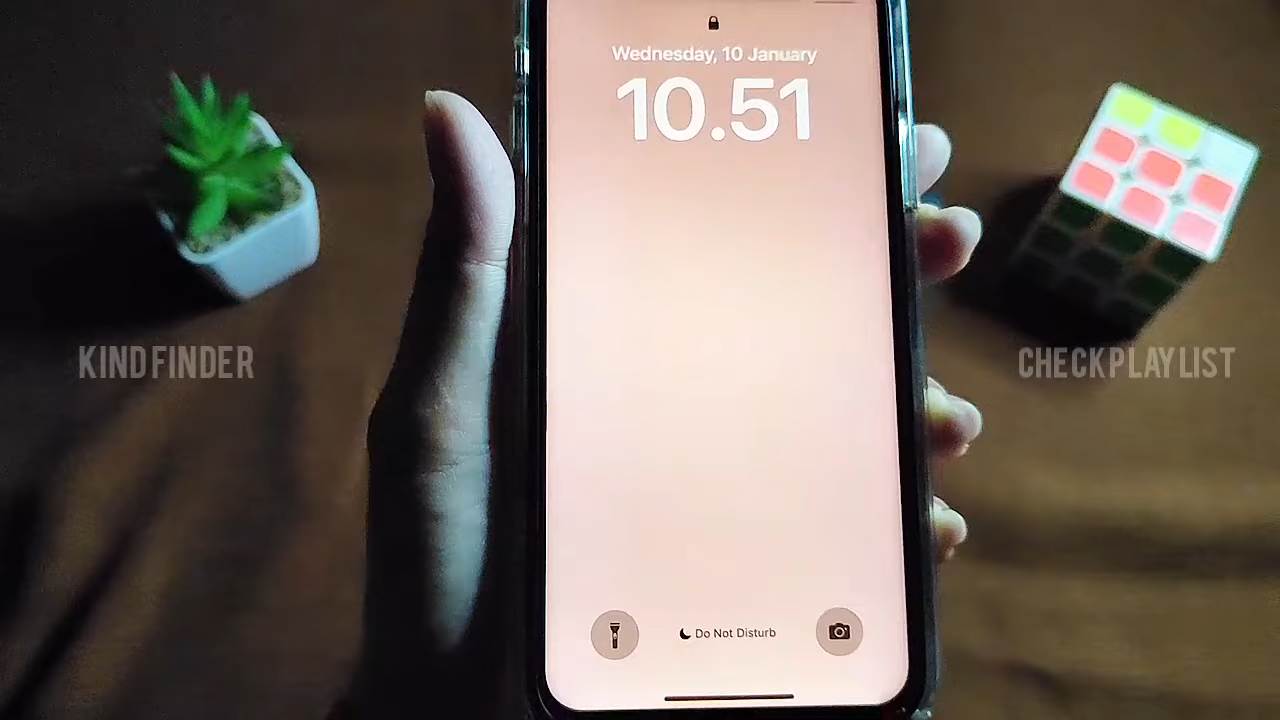 Wednesday, 10 January
10.51
KINDFINDER
CHECKPLAYLIST
Do Not Disturb